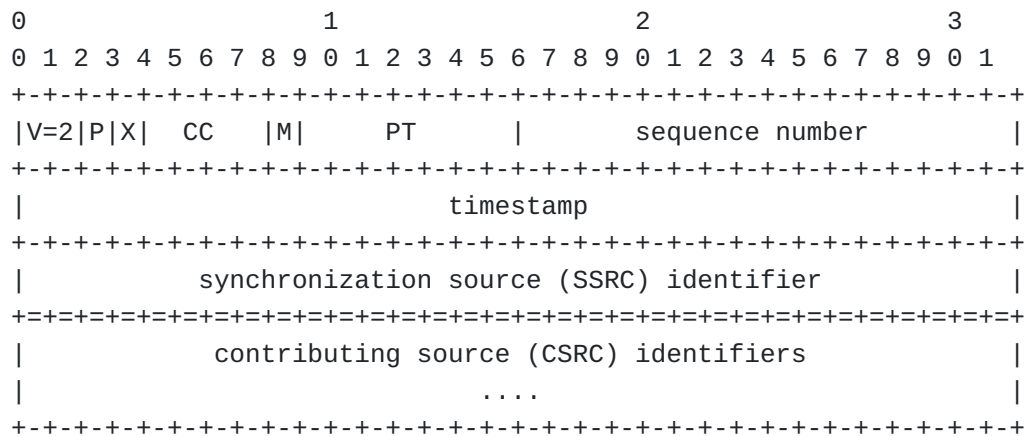 0                   1                   2                   3
0 1 2 3 4 5 6 7 8 9 0 1 2 3 4 5 6 7 8 9 0 1 2 3 4 5 6 7 8 9 0 1
+-+-+-+-+-+-+-+-+-+-+-+-+-+-+-+-+-+-+-+-+-+-+-+-+-+-+-+-+-+-+-+-+
|V=2|P|X|  CC   |M|     PT      |       sequence number         |
+-+-+-+-+-+-+-+-+-+-+-+-+-+-+-+-+-+-+-+-+-+-+-+-+-+-+-+-+-+-+-+-+
|                           timestamp                           |
+-+-+-+-+-+-+-+-+-+-+-+-+-+-+-+-+-+-+-+-+-+-+-+-+-+-+-+-+-+-+-+-+
|           synchronization source (SSRC) identifier            |
+=+=+=+=+=+=+=+=+=+=+=+=+=+=+=+=+=+=+=+=+=+=+=+=+=+=+=+=+=+=+=+=+
|            contributing source (CSRC) identifiers             |
|                             ....                              |
+-+-+-+-+-+-+-+-+-+-+-+-+-+-+-+-+-+-+-+-+-+-+-+-+-+-+-+-+-+-+-+-+